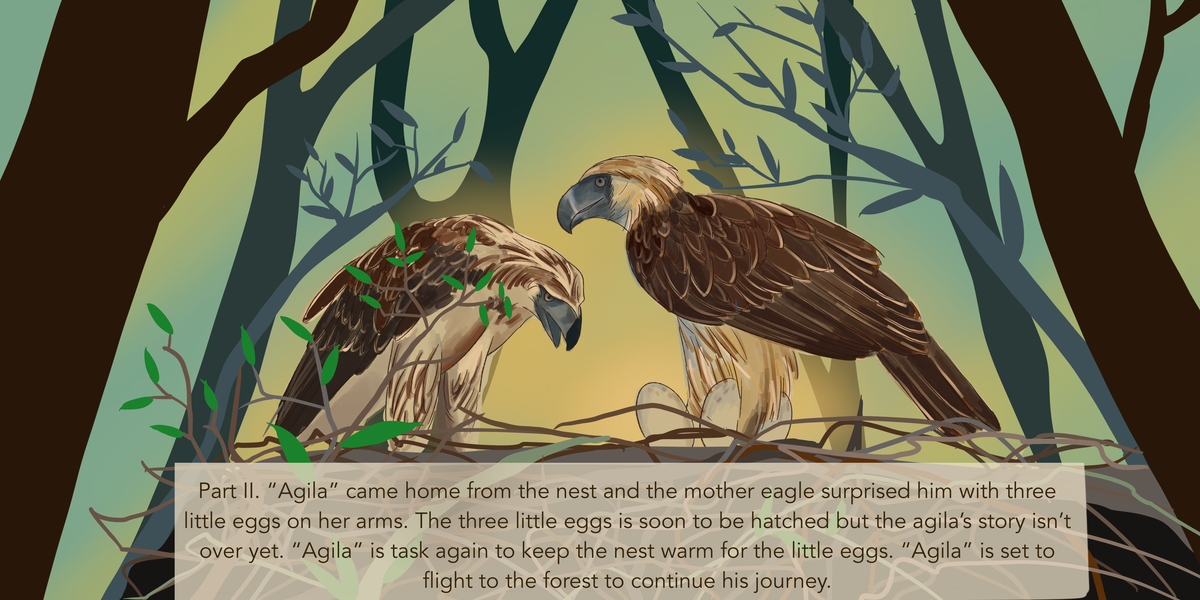 Part II. “Agila” came home from the nest and the mother eagle surprised him with three
little eggs on her arms. The three little eggs is soon to be hatched but the agila’s story isn’t
over yet. “Agila” is task again to keep the nest warm for the little eggs. “Agila” is set to
flight to the forest to continue his journey.